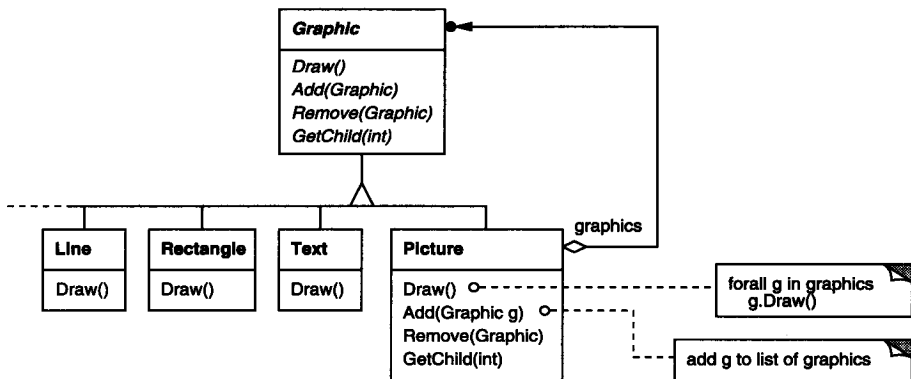 Graphic
Draw()
Add(Graphic)
Remove(Graphic)
GetChild(int)
graphics
Line
Draw()
Rectangle
Draw()
Text
Draw()
Picture
Draw()
Add(Graphic g)
Remove(Graphic)
GetChild(int)
forall g in graphics
g.Draw()
add g to list of graphics